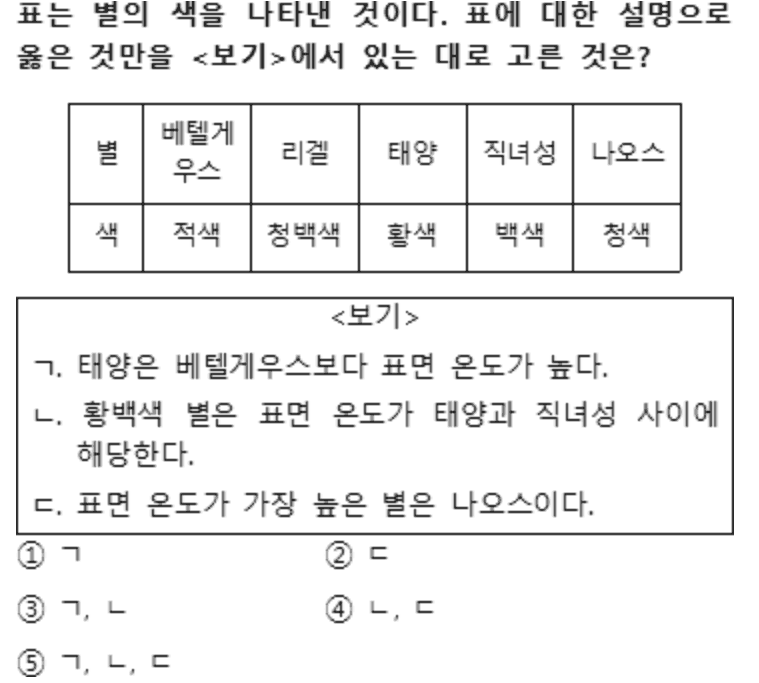 표는 별의 색을 나타낸 것이다. 표에 대한 설명으로
옳은 것만을 <보기>에서 있는 대로 고른 것은?
별 베텔게우스 리겔 태양 직녀성 나오스
색 적색 청백색 황색 백색 청색
<보기>
ㄱ. 태양은 베텔게우스보다 표면 온도가 높다.
ㄴ. 황백색 별은 표면 온도가 태양과 직녀성 사이에
해당한다.
ㄷ. 표면 온도가 가장 높은 별은 나오스이다.
① ㄱ ② ㄷ
③ ㄱ, ㄴ ④ ㄴ, ㄷ
⑤ ㄱ, ㄴ, ㄷ